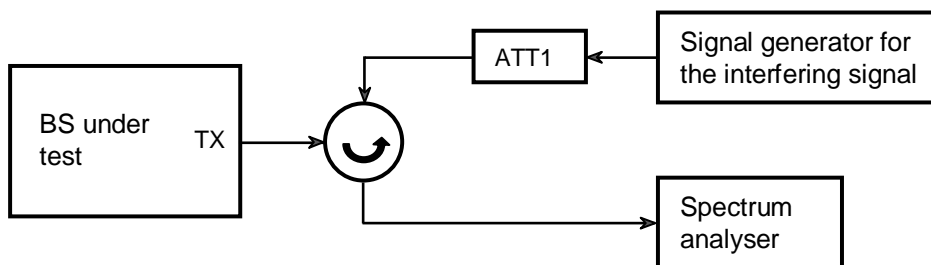 BS under
test
TX
ATT1
Signal generator for
the interfering signal
Spectrum
analyser